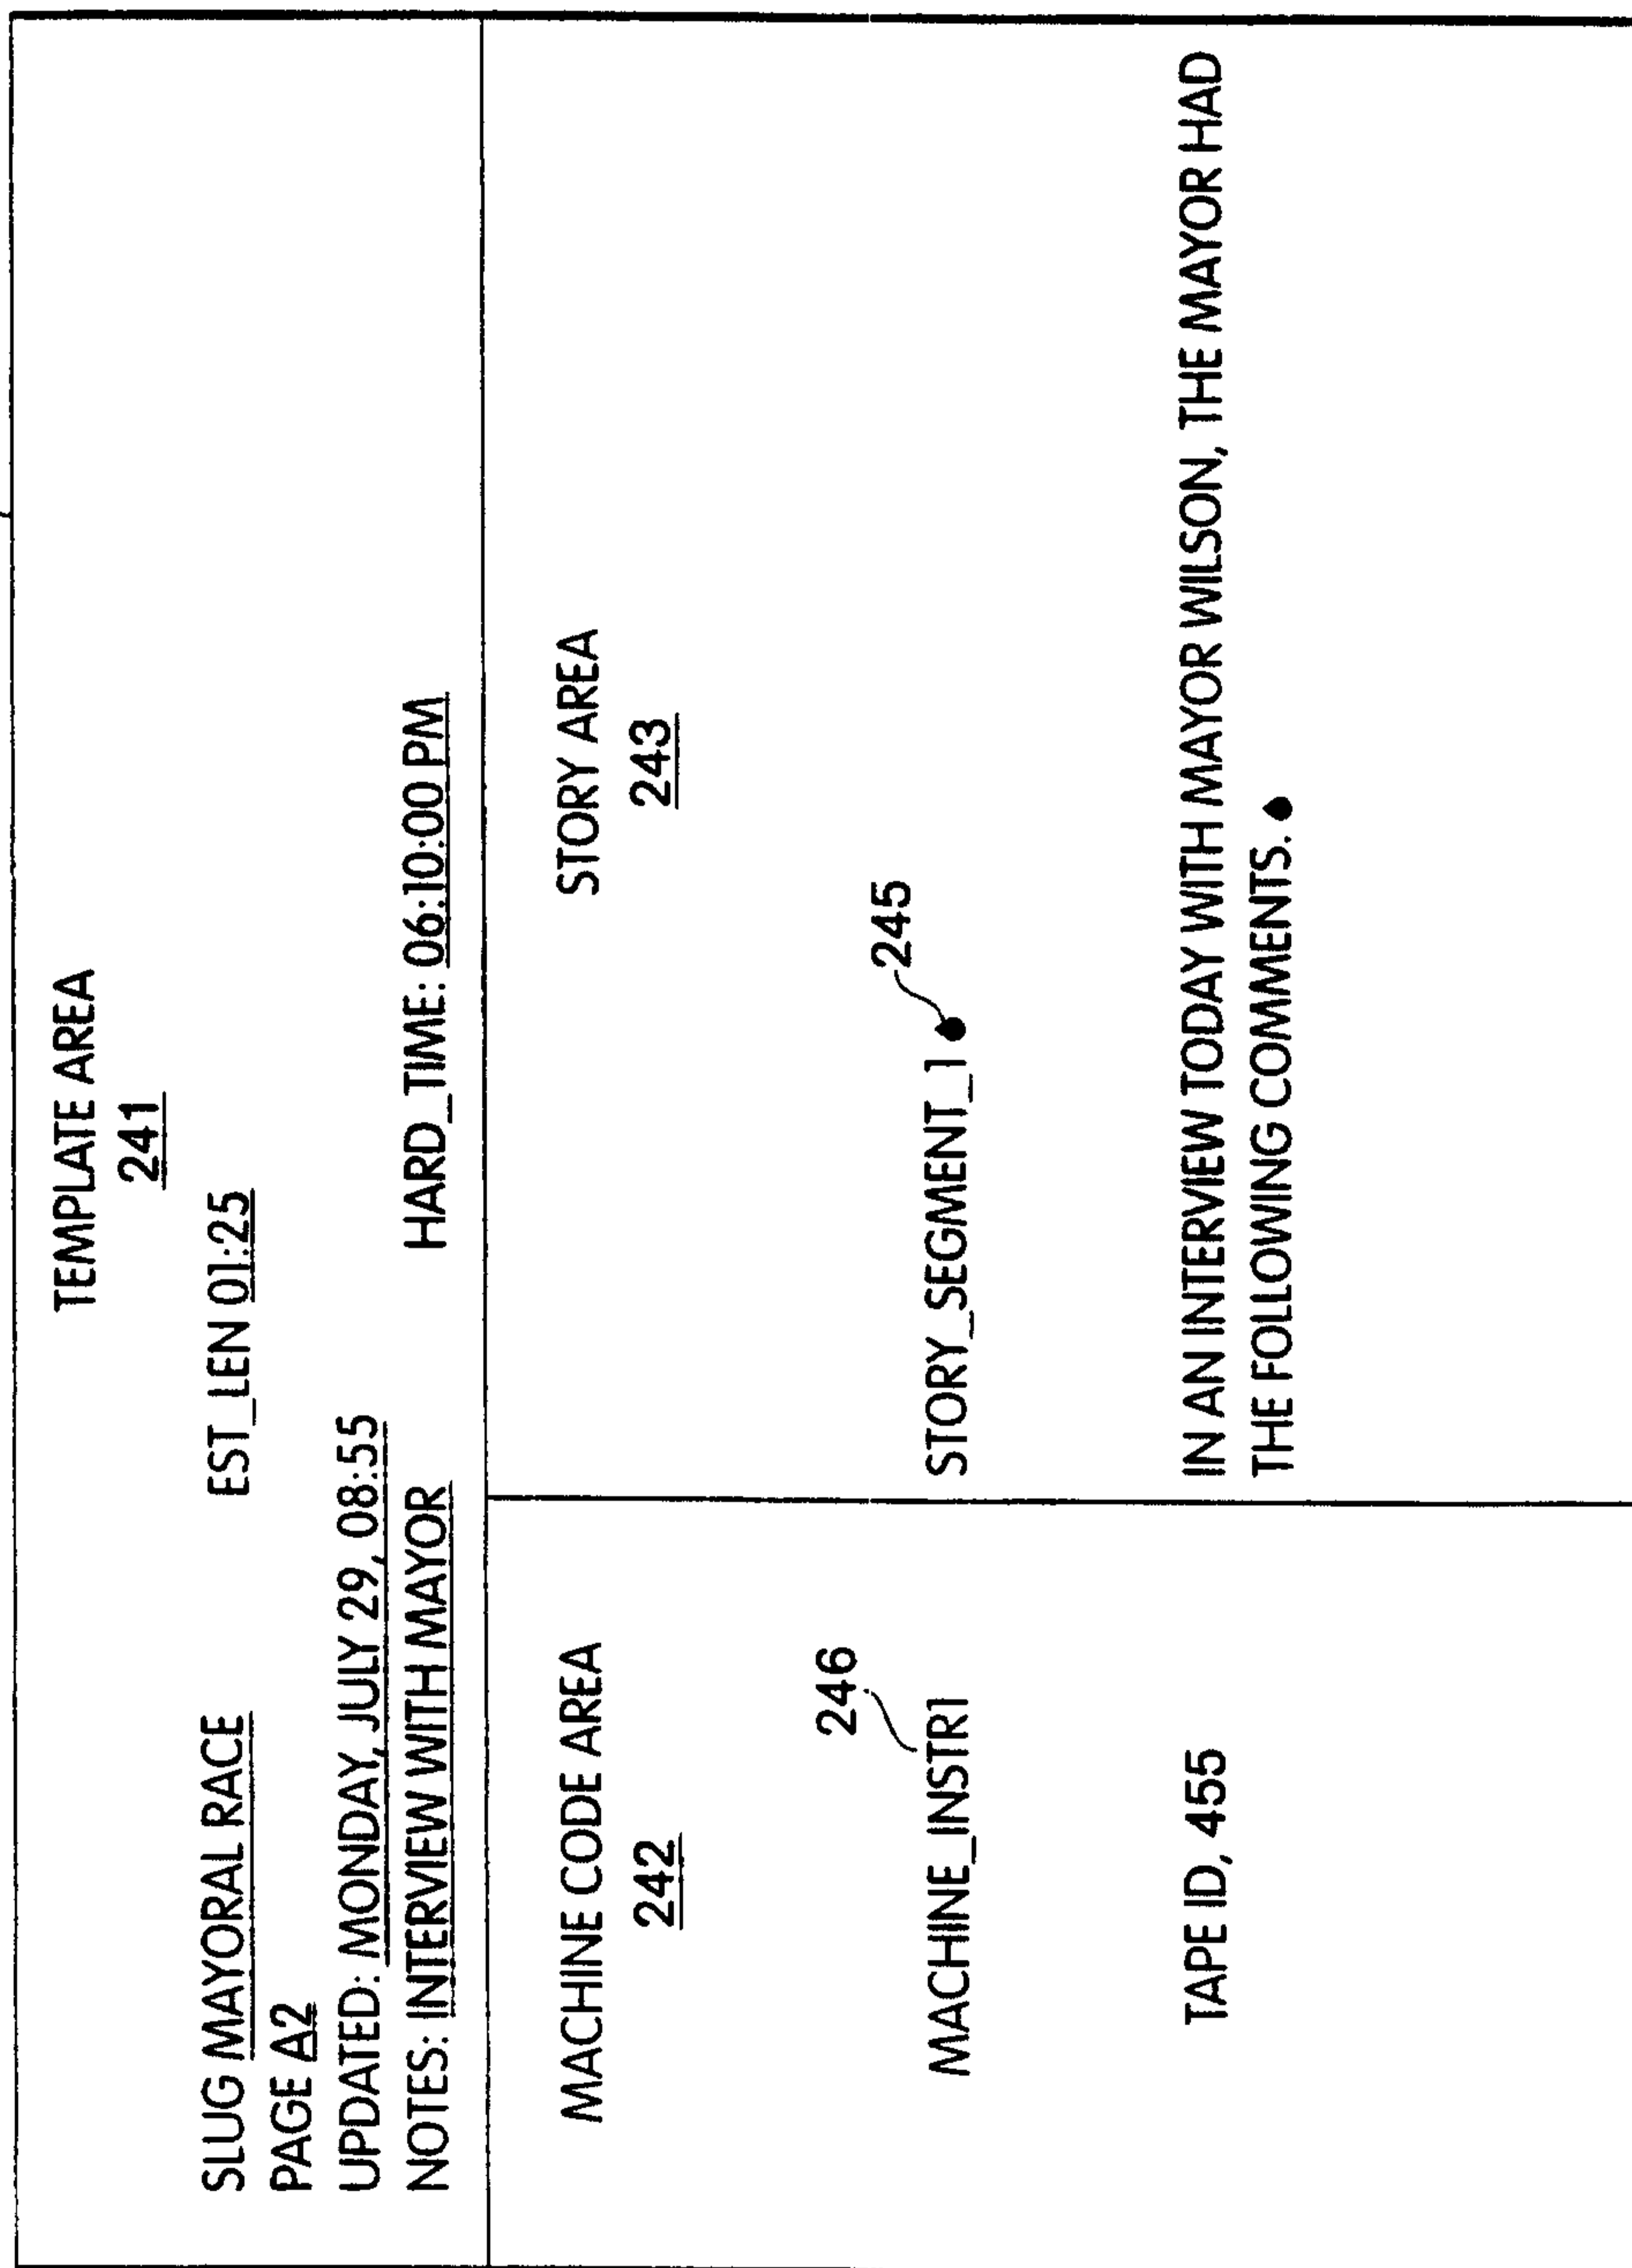 TEMPLATE AREA
241
SLUG MAYORAL RACE EST_LEN 01:25
PAGE A2
UPDATED: MONDAY, JULY 29, 08:55
NOTES: INTERVIEW WITH MAYOR HARD_TIME: 06:10:00 PM
MACHINE CODE AREA
242
246
MACHINE_INSTR1
TAPE ID, 455
STORY AREA
243
245
STORY_SEGMENT_1
IN AN INTERVIEW TODAY WITH MAYOR WILSON, THE MAYOR HAD
THE FOLLOWING COMMENTS.